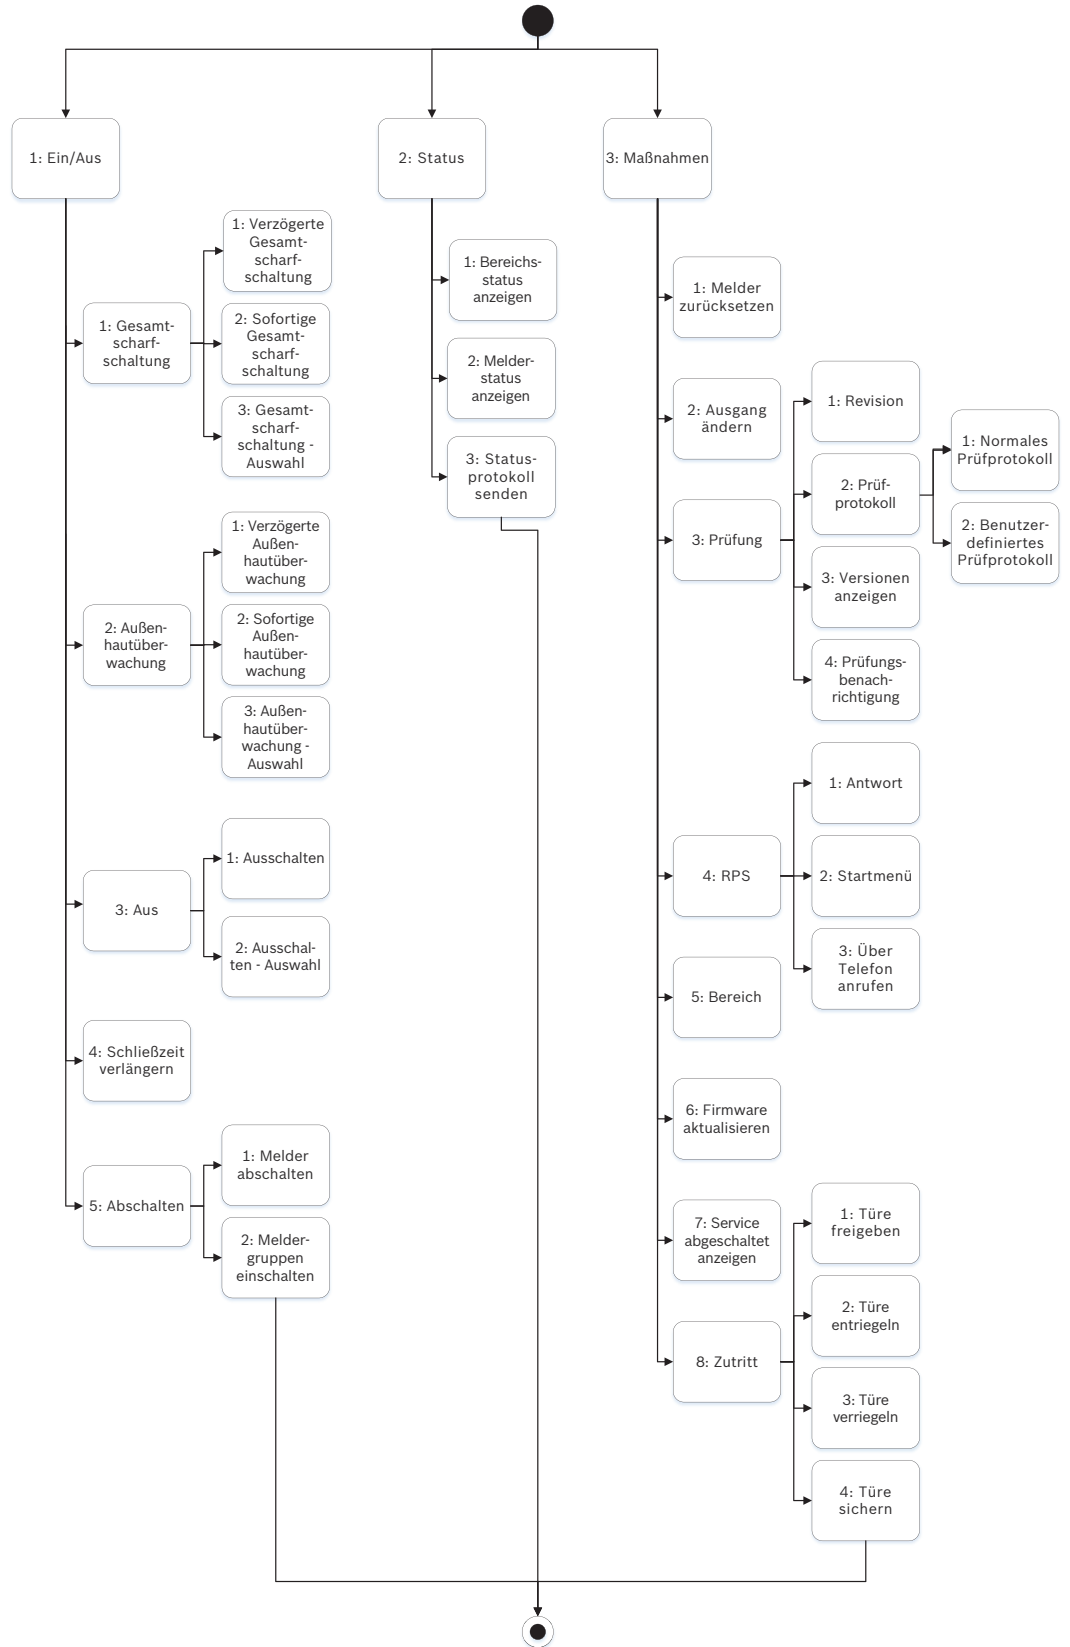 1: Ein/Aus
2: Status
3: Maßnahmen
1: Gesamt-
scharf-
schaltung
1: Verzögerte
Gesamt-
scharf-
schaltung
2: Sofortige
Gesamt-
scharf-
schaltung
3: Gesamt-
scharf-
schaltung -
Auswahl
2: Außen-
hautüber-
wachung
1: Verzögerte
Außen-
hautüber-
wachung
2: Sofortige
Außen-
hautüber-
wachung
3: Außen-
hautüber-
wachung -
Auswahl
3: Aus
1: Ausschalten
2: Ausschal-
ten - Auswahl
4: Schließzeit
verlängern
5: Abschalten
1: Melder
abschalten
2: Melder-
gruppen
einschalten
1: Bereichs-
status
anzeigen
2: Melder-
status
anzeigen
3: Status-
protokoll
senden
1: Melder
zurücksetzen
2: Ausgang
ändern
3: Prüfung
1: Revision
2: Prüf-
protokoll
1: Normales
Prüfprotokoll
2: Benutzer-
definiertes
Prüfprotokoll
3: Versionen
anzeigen
4: Prüfungs-
benach-
richtigung
4: RPS
1: Antwort
2: Startmenü
3: Über
Telefon
anrufen
5: Bereich
6: Firmware
aktualisieren
7: Service
abgeschaltet
anzeigen
8: Zutritt
1: Türe
freigeben
2: Türe
entriegeln
3: Türe
verriegeln
4: Türe
sichern